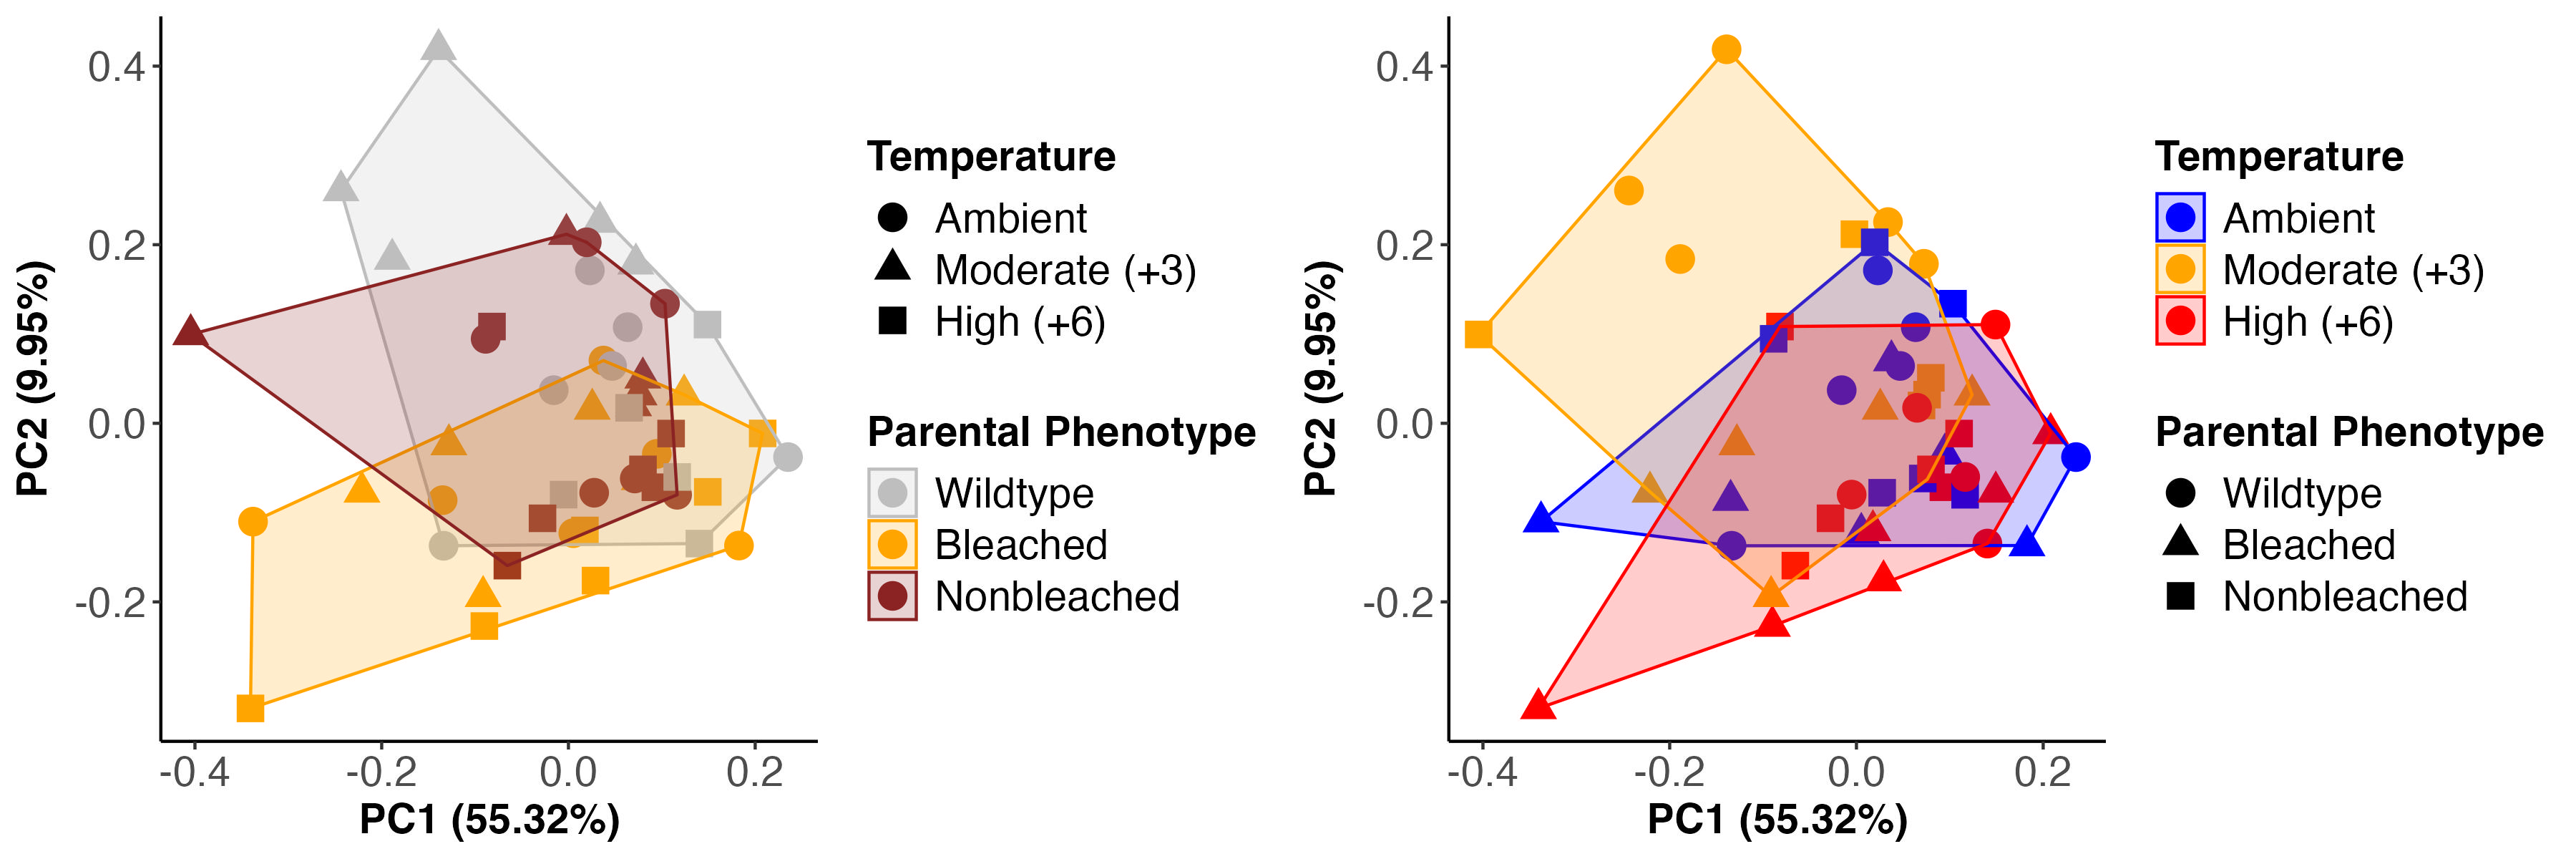 0.4
0.2
0.0
-0.2
PC2 (9.95%)
-0.4 -0.2 0.0 0.2
PC1 (55.32%)
Temperature
Ambient
Moderate (+3)
High (+6)
Parental Phenotype
Wildtype
Bleached
Nonbleached
0.4
0.2
0.0
-0.2
PC2 (9.95%)
-0.4 -0.2 0.0 0.2
PC1 (55.32%)
Temperature
Ambient
Moderate (+3)
High (+6)
Parental Phenotype
Wildtype
Bleached
Nonbleached